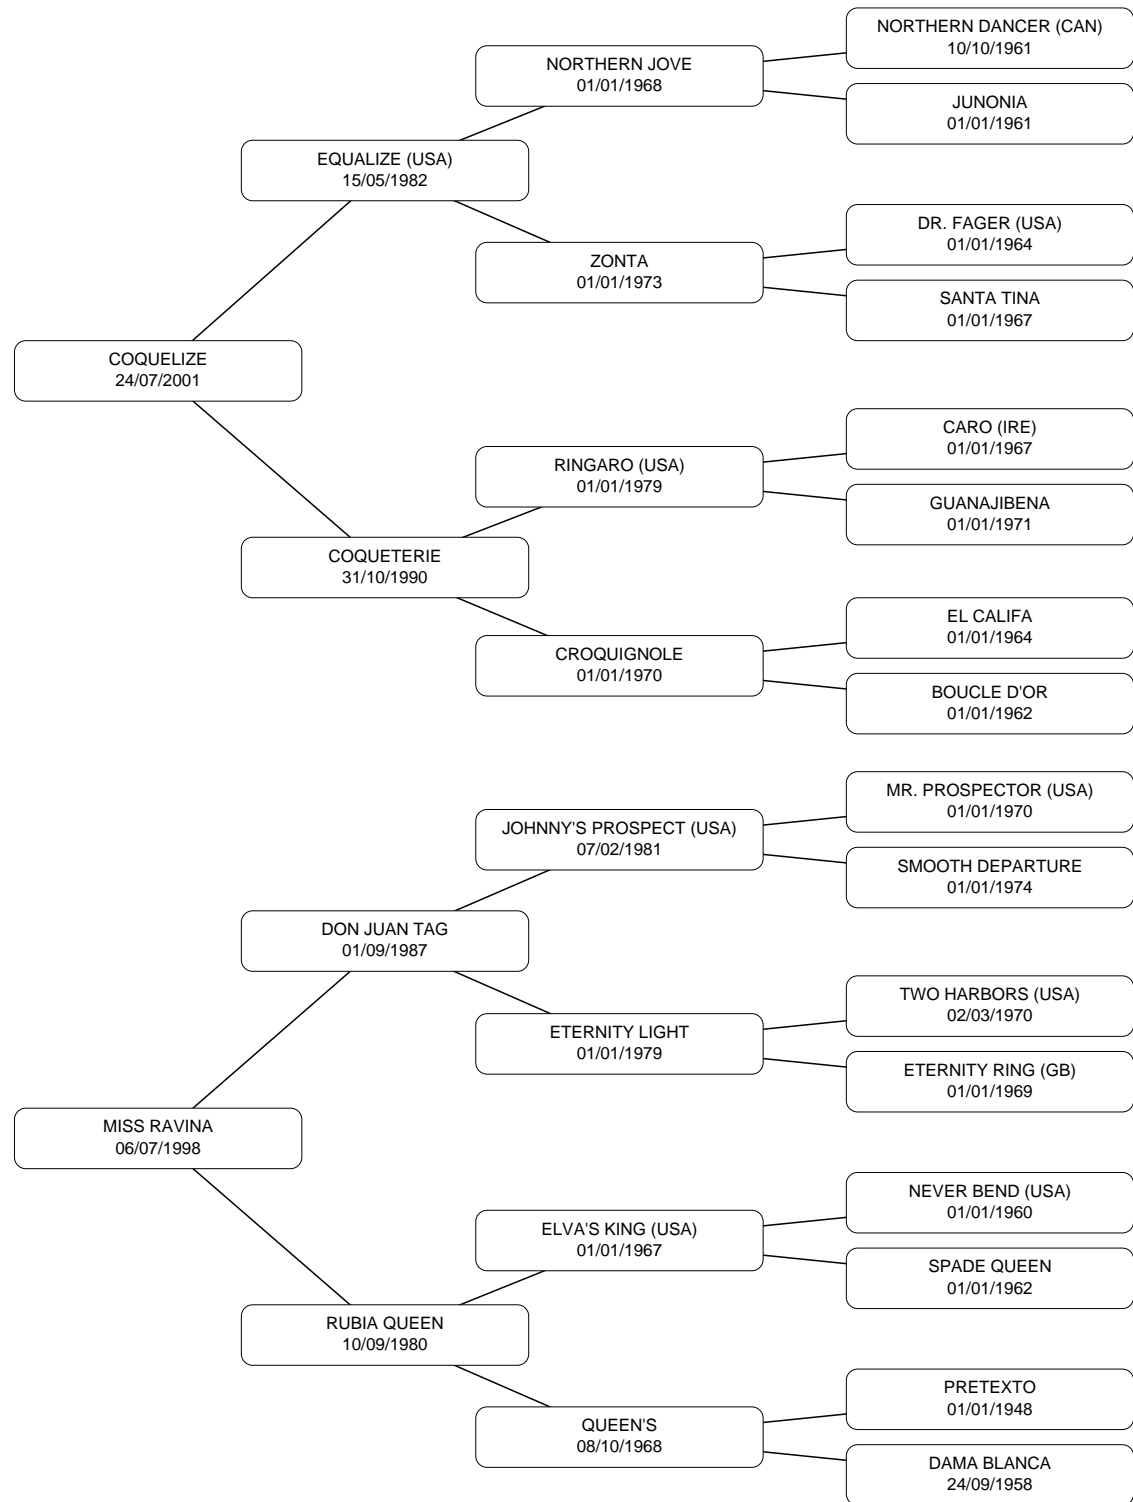 NORTHERN DANCER (CAN)
10/10/1961
NORTHERN JOVE
01/01/1968
JUNONIA
01/01/1961
EQUALIZE (USA)
15/05/1982
DR. FAGER (USA)
01/01/1964
ZONTA
01/01/1973
SANTA TINA
01/01/1967
COQUELIZE
24/07/2001
CARO (IRE)
01/01/1967
RINGARO (USA)
01/01/1979
GUANAJIBENA
01/01/1971
COQUETERIE
31/10/1990
EL CALIFA
01/01/1964
CROQUIGNOLE
01/01/1970
BOUCLE D'OR
01/01/1962
MR. PROSPECTOR (USA)
01/01/1970
JOHNNY'S PROSPECT (USA)
07/02/1981
SMOOTH DEPARTURE
01/01/1974
DON JUAN TAG
01/09/1987
TWO HARBORS (USA)
02/03/1970
ETERNITY LIGHT
01/01/1979
ETERNITY RING (GB)
01/01/1969
MISS RAVINA
06/07/1998
NEVER BEND (USA)
01/01/1960
ELVA'S KING (USA)
01/01/1967
SPADE QUEEN
01/01/1962
RUBIA QUEEN
10/09/1980
PRETEXTO
01/01/1948
QUEEN'S
08/10/1968
DAMA BLANCA
24/09/1958